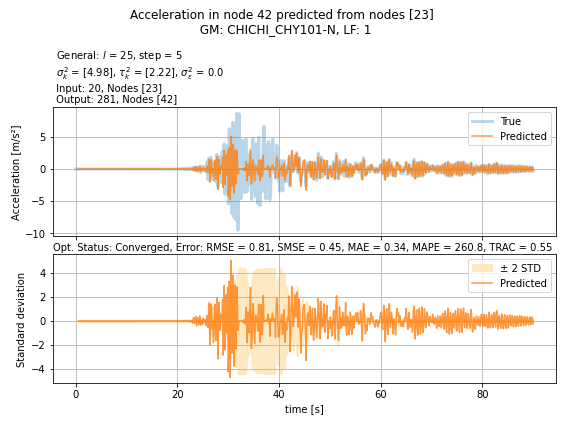 Acceleration in node 42 predicted from nodes [23]
GM: CHICHI_CHY101-N, LF: 1
General: l = 25, step = 5
σ²ₖ = [4.98], τ²ₖ = [2.22], σ²ε = 0.0
Input: 20, Nodes [23]
Output: 281, Nodes [42]
Acceleration [m/s²]
5
0
−5
−10
True
Predicted
Opt. Status: Converged, Error: RMSE = 0.81, SMSE = 0.45, MAE = 0.34, MAPE = 260.8, TRAC = 0.55
Standard deviation
4
2
0
−2
−4
± 2 STD
Predicted
0 20 40 60 80
time [s]